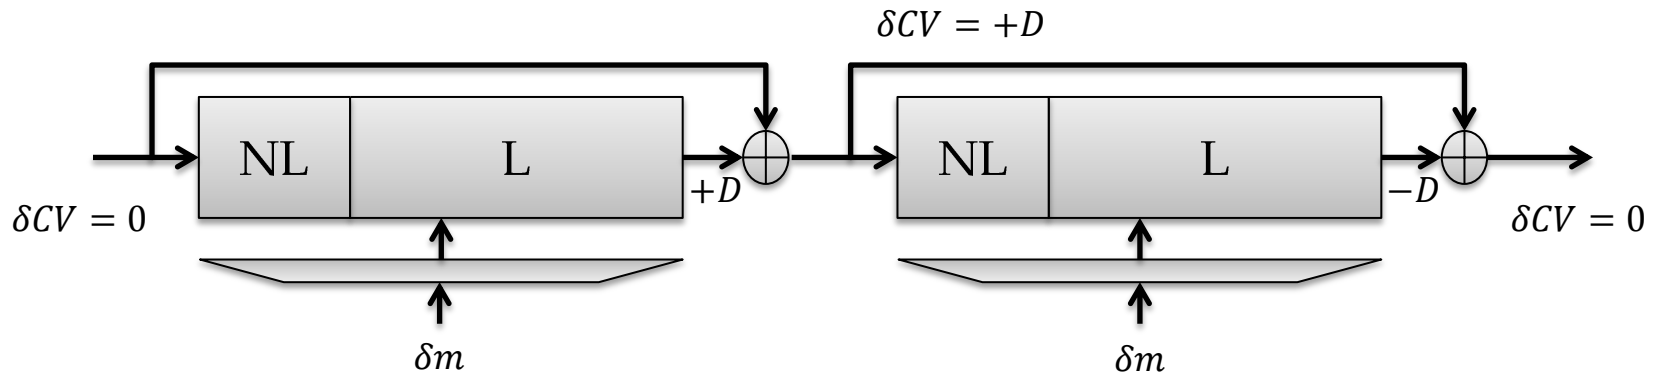 δCV = +D
NL L NL L
+D −D
δCV = 0 δCV = 0
δm δm